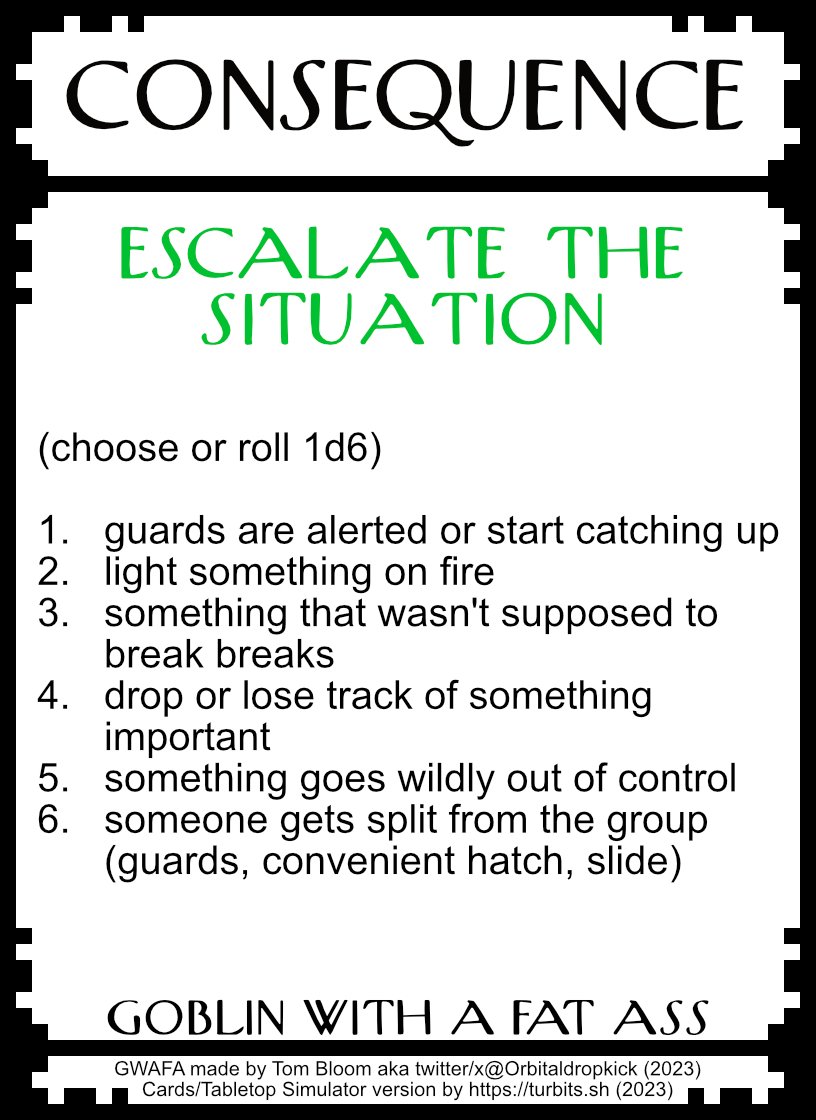 CONSEQUENCE
ESCALATE THE
SITUATION
(choose or roll 1d6)
1. guards are alerted or start catching up
2. light something on fire
3. something that wasn't supposed to
break breaks
4. drop or lose track of something
important
5. something goes wildly out of control
6. someone gets split from the group
(guards, convenient hatch, slide)
GOBLIN WITH A FAT ASS
GWAFA made by Tom Bloom aka twitter/x@Orbitaldropkick (2023)
Cards/Tabletop Simulator version by https://turbits.sh (2023)